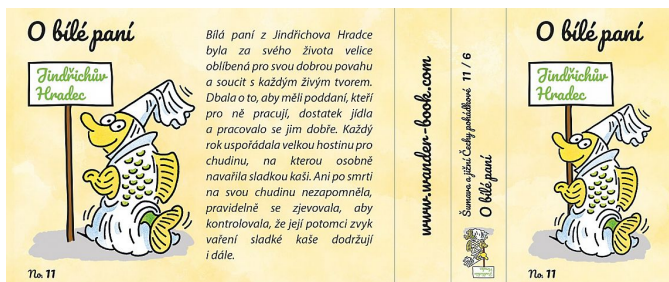 O bílé paní
Jindřichův
Hradec
No. 11
Bílá paní z Jindřichova Hradce
byla za svého života velice
oblíbená pro svou dobrou povahu
a soucit s každým živým tvorem.
Dbala o to, aby měli poddaní, kteří
pro ně pracují, dostatek jídla
a pracovalo se jim dobře. Každý
rok uspořádala velkou hostinu pro
chudinu, na kterou osobně
navařila sladkou kaši. Ani po smrti
na svou chudinu nezapomněla,
pravidelně se zjevovala, aby
kontrolovala, že její potomci zvyk
vaření sladké kaše dodržují
i dále.
www.wander-book.com
Šumava a jižní Čechy pohádkové 11 / 6
O bílé paní
O bílé paní
Jindřichův
Hradec
No. 11